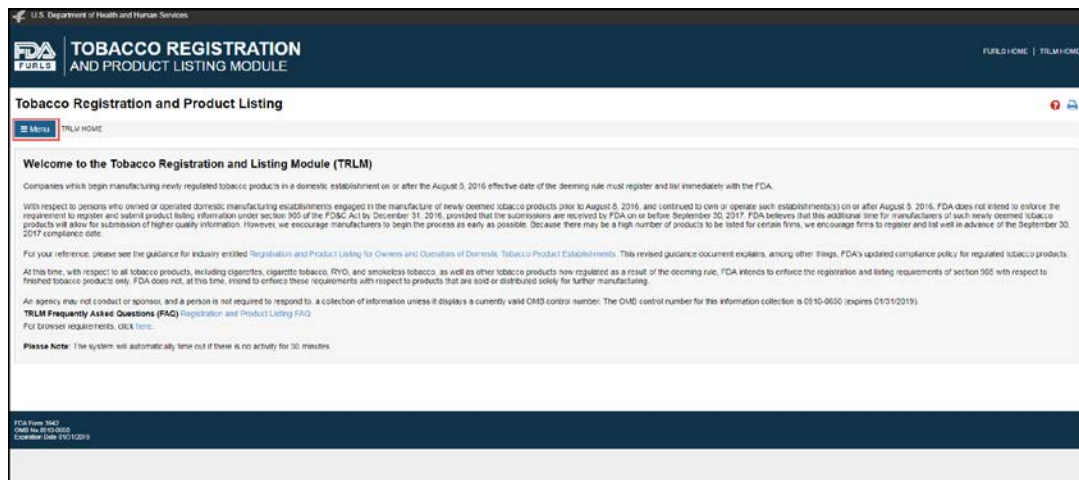 U.S. Department of Health and Human Services
FDA
FURLS
TOBACCO REGISTRATION
AND PRODUCT LISTING MODULE
FURLS HOME | TRLM HOME
Tobacco Registration and Product Listing
Menu
TRLM HOME
Welcome to the Tobacco Registration and Listing Module (TRLM)
Companies which begin manufacturing newly regulated tobacco products in a domestic establishment on or after the August 8, 2016 effective date of the deeming rule must register and list immediately with the FDA.
With respect to persons who owned or operated domestic manufacturing establishments engaged in the manufacture of newly deemed tobacco products prior to August 8, 2016, and continued to own or operate such establishments(s) on or after August 8, 2016, FDA does not intend to enforce the
requirement to register and submit product listing information under section 905 of the FD&C Act by December 31, 2016, provided that the submissions are received by FDA on or before September 30, 2017. FDA believes that this additional time for manufacturers of such newly deemed tobacco
products will allow for submission of higher quality information. However, we encourage manufacturers to begin the process as early as possible. Because there may be a high number of products to be listed for certain firms, we encourage firms to register and list well in advance of the September 30,
2017 compliance date.
For your reference, please see the guidance for industry entitled Registration and Product Listing for Owners and Operators of Domestic Tobacco Product Establishments. This revised guidance document explains, among other things, FDA's updated compliance policy for regulated tobacco products.
At this time, with respect to all tobacco products, including cigarettes, cigarette tobacco, RYO, and smokeless tobacco, as well as other tobacco products now regulated as a result of the deeming rule, FDA intends to enforce the registration and listing requirements of section 905 with respect to
finished tobacco products only. FDA does not, at this time, intend to enforce these requirements with respect to products that are sold or distributed solely for further manufacturing.
An agency may not conduct or sponsor, and a person is not required to respond to, a collection of information unless it displays a currently valid OMB control number. The OMB control number for this information collection is 0910-0650 (expires 01/31/2019).
TRLM Frequently Asked Questions (FAQ) Registration and Product Listing FAQ
For browser requirements, click here.
Please Note: The system will automatically time out if there is no activity for 30 minutes.
FDA Form 3742
OMB No 0910-0650
Expiration Date 01/31/2019